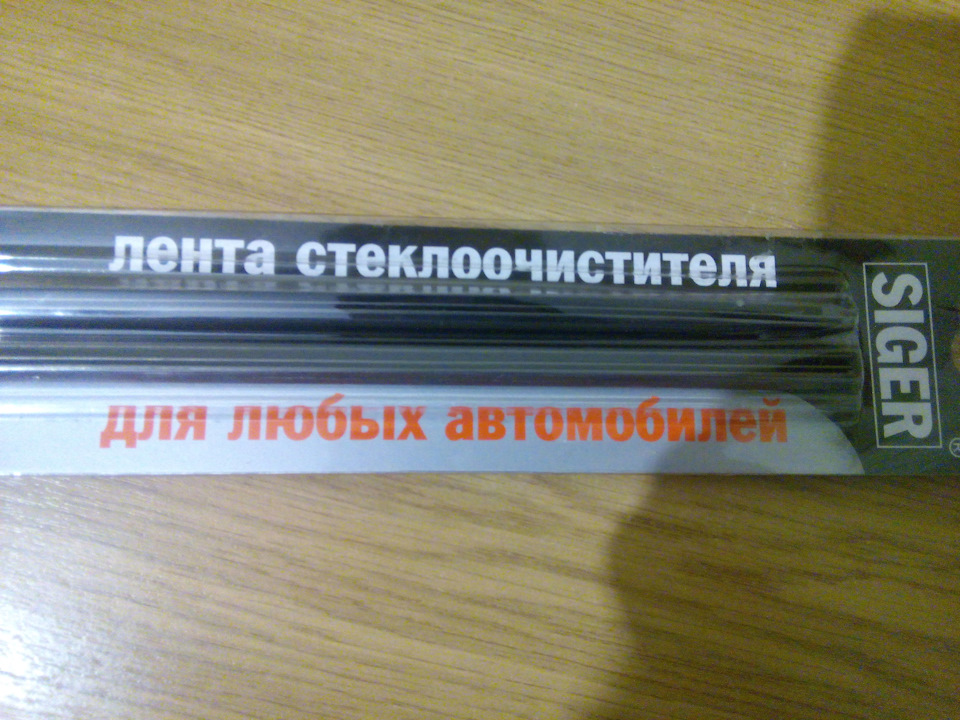 лента стеклоочистителя
для любых автомобилей
SIGER
®